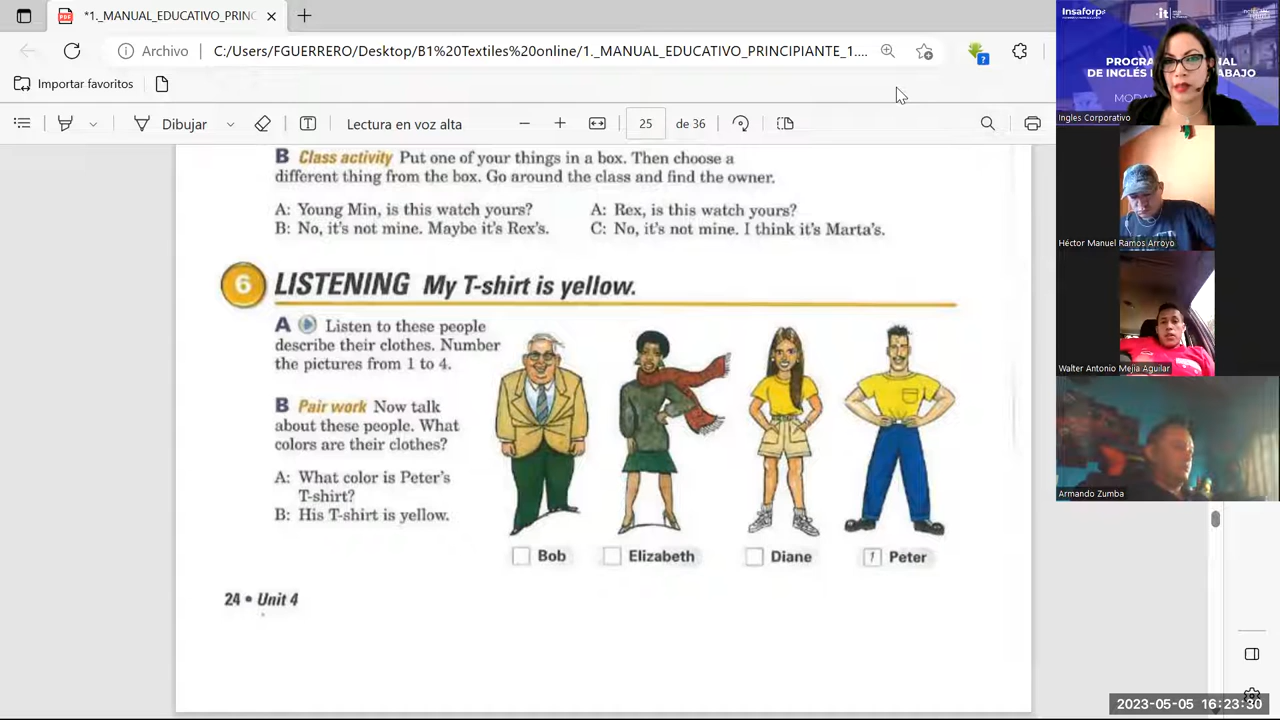 *1._MANUAL_EDUCATIVO_PRINC
Archivo
C:/Users/FGUERRERO/Desktop/B1%20Textiles%20online/1._MANUAL_EDUCATIVO_PRINCIPIANTE_1....
Importar favoritos
Dibujar
Lectura en voz alta
25
de 36
B Class activity Put one of your things in a box. Then choose a
different thing from the box. Go around the class and find the owner.
A: Young Min, is this watch yours?
B: No, it's not mine. Maybe it's Rex's.
A: Rex, is this watch yours?
C: No, it's not mine. I think it's Marta's.
6 LISTENING My T-shirt is yellow.
A Listen to these people
describe their clothes. Number
the pictures from 1 to 4.
B Pair work Now talk
about these people. What
colors are their clothes?
A: What color is Peter's
T-shirt?
B: His T-shirt is yellow.
Bob
Elizabeth
Diane
1 Peter
24 • Unit 4
Insaforp
PROGRA NAL
DE INGLÉS ABAJO
MODA
Ingles Corporativo
Héctor Manuel Ramos Arroyo
Walter Antonio Mejia Aguilar
Armando Zumba
2023-05-05 16:23:30